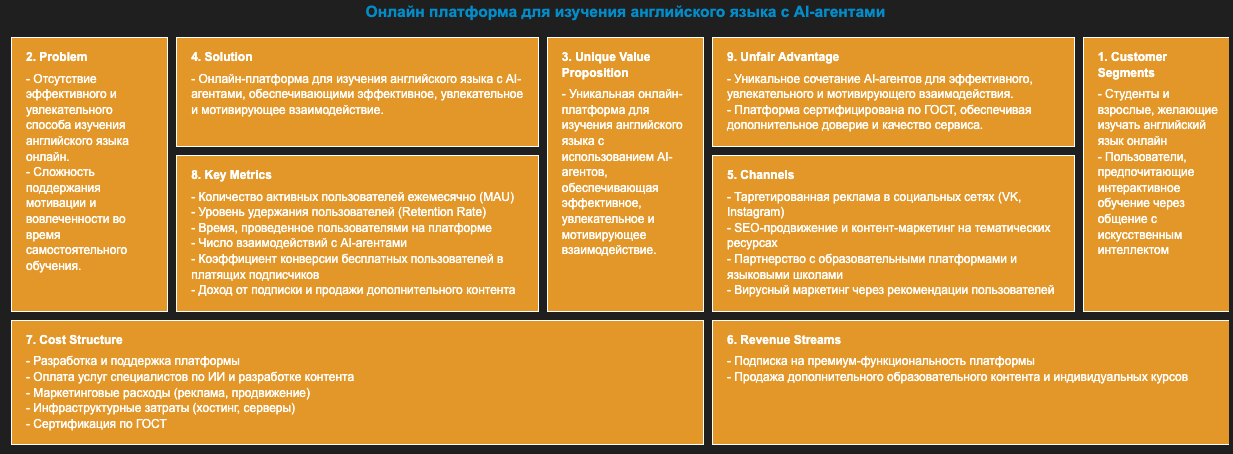 Онлайн платформа для изучения английского языка с AI-агентами
2. Problem
- Отсутствие
эффективного и
увлекательного
способа изучения
английского языка
онлайн.
- Сложность
поддержания
мотивации и
вовлеченности во
время
самостоятельного
обучения.
4. Solution
- Онлайн-платформа для изучения английского языка с AI-
агентами, обеспечивающими эффективное, увлекательное
и мотивирующее взаимодействие.
8. Key Metrics
- Количество активных пользователей ежемесячно (MAU)
- Уровень удержания пользователей (Retention Rate)
- Время, проведенное пользователями на платформе
- Число взаимодействий с AI-агентами
- Коэффициент конверсии бесплатных пользователей в
платящих подписчиков
- Доход от подписки и продажи дополнительного контента
3. Unique Value
Proposition
- Уникальная онлайн-
платформа для
изучения английского
языка с
использованием AI-
агентов,
обеспечивающая
эффективное,
увлекательное и
мотивирующее
взаимодействие.
9. Unfair Advantage
- Уникальное сочетание AI-агентов для эффективного,
увлекательного и мотивирующего взаимодействия.
- Платформа сертифицирована по ГОСТ, обеспечивая
дополнительное доверие и качество сервиса.
5. Channels
- Таргетированная реклама в социальных сетях (VK,
Instagram)
- SEO-продвижение и контент-маркетинг на тематических
ресурсах
- Партнерство с образовательными платформами и
языковыми школами
- Вирусный маркетинг через рекомендации пользователей
1. Customer
Segments
- Студенты и
взрослые, желающие
изучать английский
язык онлайн
- Пользователи,
предпочитающие
интерактивное
обучение через
общение с
искусственным
интеллектом
7. Cost Structure
- Разработка и поддержка платформы
- Оплата услуг специалистов по ИИ и разработке контента
- Маркетинговые расходы (реклама, продвижение)
- Инфраструктурные затраты (хостинг, серверы)
- Сертификация по ГОСТ
6. Revenue Streams
- Подписка на премиум-функциональность платформы
- Продажа дополнительного образовательного контента и индивидуальных курсов